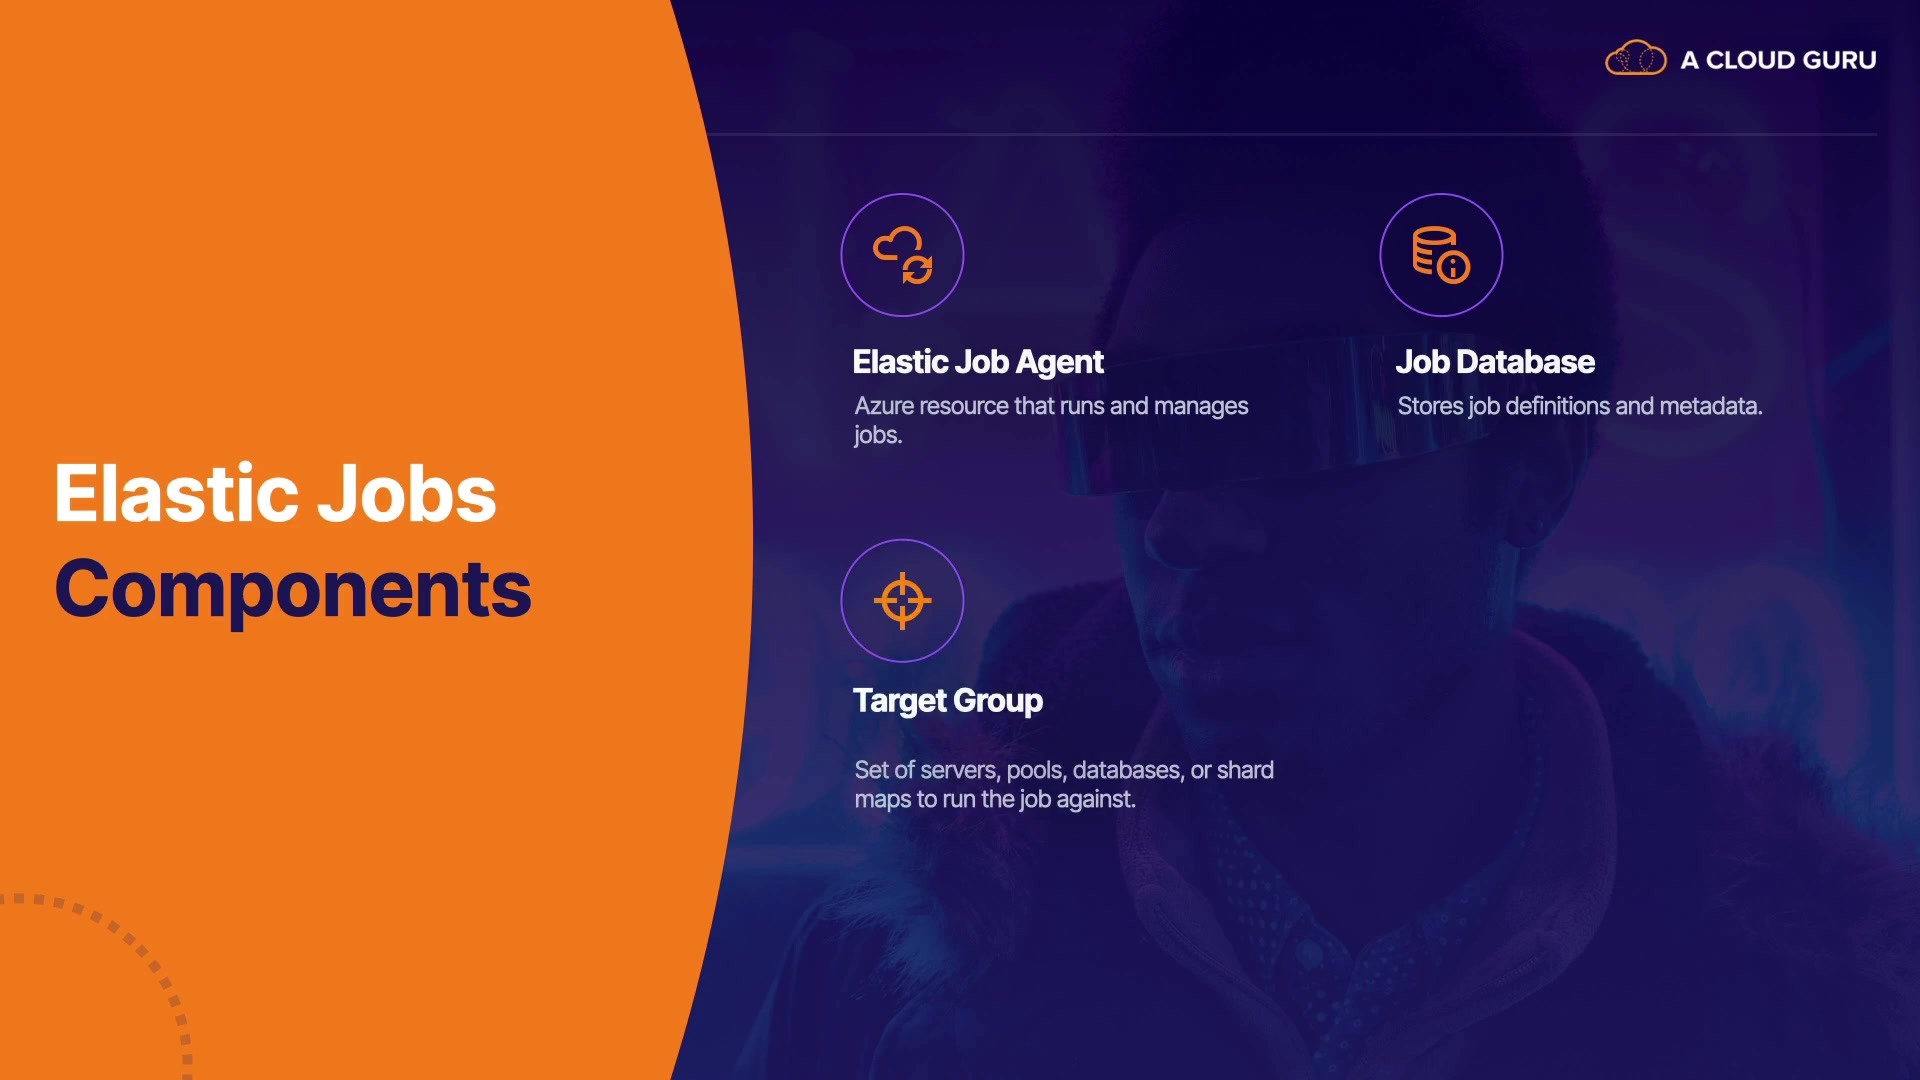 A CLOUD GURU
Elastic Jobs
Components
Elastic Job Agent
Azure resource that runs and manages
jobs.
Job Database
Stores job definitions and metadata.
Target Group
Set of servers, pools, databases, or shard
maps to run the job against.